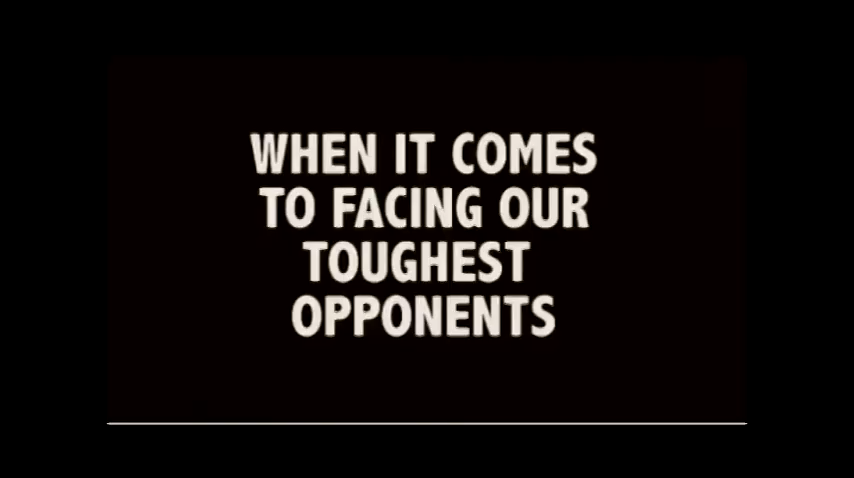 WHEN IT COMES
TO FACING OUR
TOUGHEST
OPPONENTS